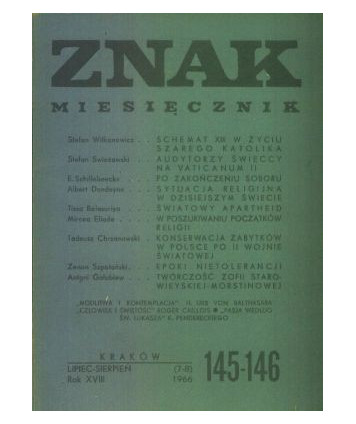 ZNAK
MIESIĘCZNIK
Stefan Wilkanowicz . . SCHEMAT XIII W ŻYCIU
SZAREGO KATOLIKA
Stefan Swieżawski . . AUDYTORZY ŚWIECCY
NA VATICANUM II
E. Schillebeeckx . . PO ZAKOŃCZENIU SOBORU
Albert Dondeyne . . SYTUACJA RELIGIJNA
W DZISIEJSZYM ŚWIECIE
Tissa . . ŚWIATOWY APARTHEID
Mircea Eliade . . . W POSZUKIWANIU POCZĄTKÓW
RELIGII
Tadeusz Chrzanowski . KONSERWACJA ZABYTKÓW
W POLSCE PO II WOJNIE
ŚWIATOWEJ
Zenon Szpotański . . EPOKI NIETOLERANCJI
Antoni Gołubiew . . TWÓRCZOŚĆ ZOFII STARO-
WIEYSKIEJ MORSTINOWEJ
„MODLITWA I KONTEMPLACJA" H. URS VON BALTHASARA
„CZŁOWIEK I ŚWIĘTOŚĆ" ROGER CAILLOIS ● „PASJA WEDŁUG
ŚW. ŁUKASZA" K. PENDERECKIEGO
KRAKÓW
LIPIEC-SIERPIEŃ (7-8)
Rok XVIII 1966
145-146